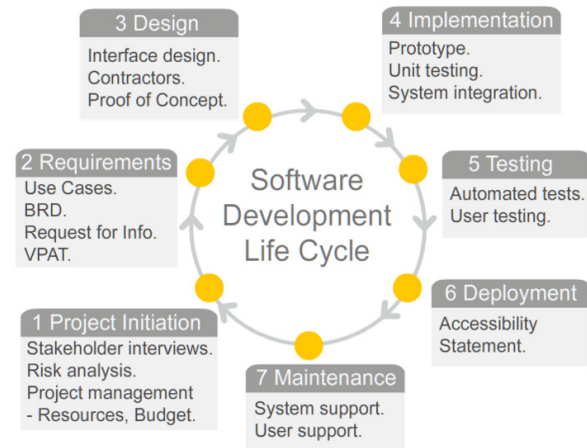 3 Design
Interface design.
Contractors.
Proof of Concept.
4 Implementation
Prototype.
Unit testing.
System integration.
2 Requirements
Use Cases.
BRD.
Request for Info.
VPAT.
Software
Development
Life Cycle
5 Testing
Automated tests.
User testing.
1 Project Initiation
Stakeholder interviews.
Risk analysis.
Project management
- Resources, Budget.
6 Deployment
Accessibility
Statement.
7 Maintenance
System support.
User support.